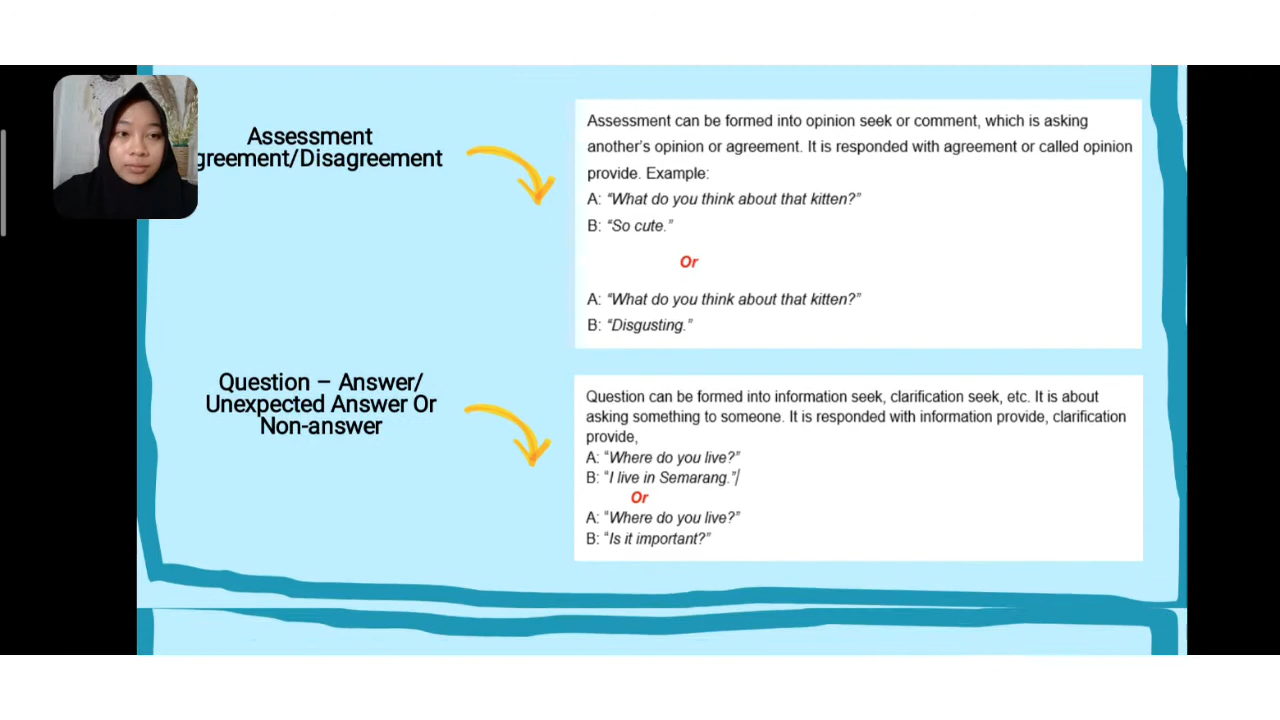 Assessment
greement/Disagreement
Assessment can be formed into opinion seek or comment, which is asking
another's opinion or agreement. It is responded with agreement or called opinion
provide. Example:
A: “What do you think about that kitten?”
B: “So cute.”
Or
A: “What do you think about that kitten?”
B: “Disgusting.”
Question – Answer/
Unexpected Answer Or
Non-answer
Question can be formed into information seek, clarification seek, etc. It is about
asking something to someone. It is responded with information provide, clarification
provide,
A: “Where do you live?”
B: “I live in Semarang.”
Or
A: “Where do you live?”
B: “Is it important?”